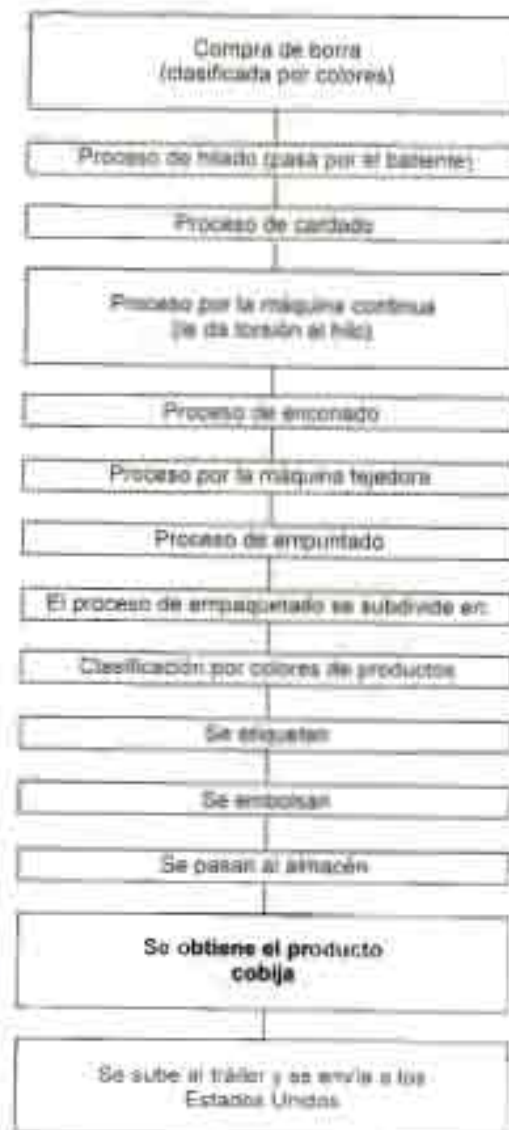 Compra de borra
(clasificada por colores)
Proceso de hilado (pasa por el batiente)
Proceso de cardado
Proceso por la máquina continua
(le da torsión al hilo)
Proceso de enconado
Proceso por la máquina tejedora
Proceso de empuntado
El proceso de empaquetado se subdivide en:
Clasificación por colores de productos
Se etiquetan
Se embolsan
Se pasan al almacén
Se obtiene el producto
cobija
Se sube al tráiler y se envía a los
Estados Unidos